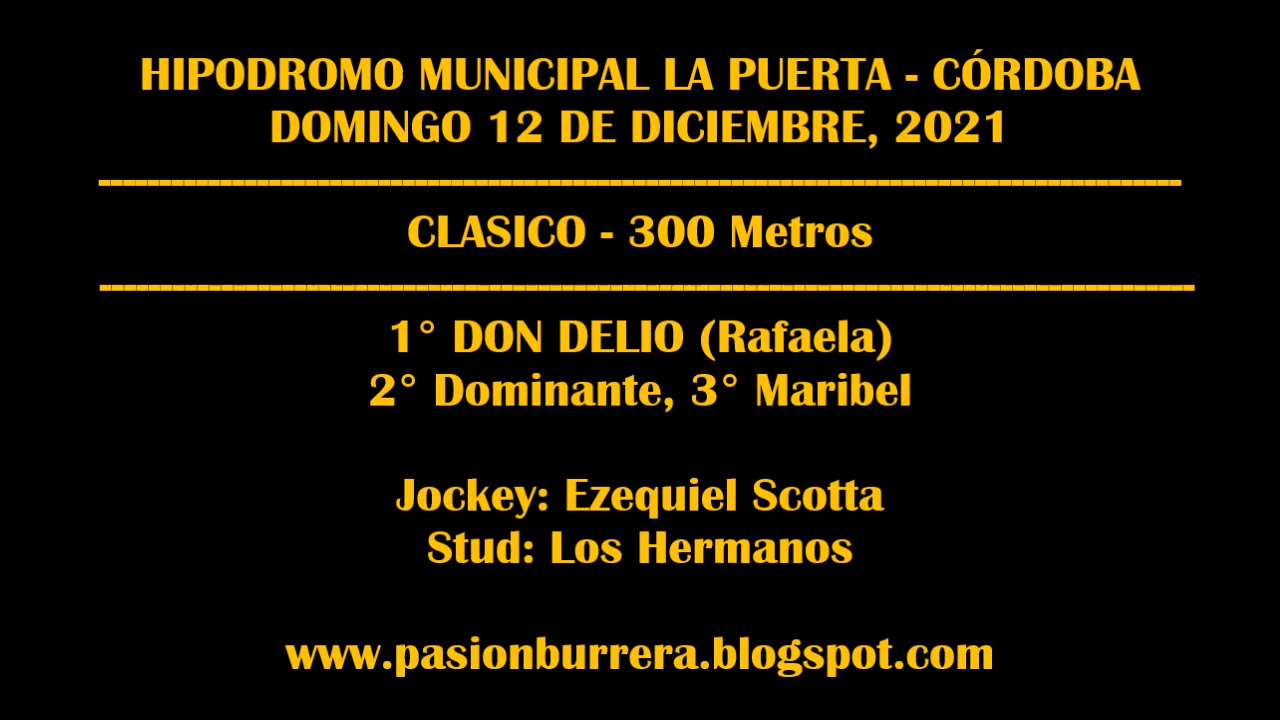 HIPODROMO MUNICIPAL LA PUERTA - CÓRDOBA
DOMINGO 12 DE DICIEMBRE, 2021
CLASICO - 300 Metros
1° DON DELIO (Rafaela)
2° Dominante, 3° Maribel
Jockey: Ezequiel Scotta
Stud: Los Hermanos
www.pasionburrera.blogspot.com